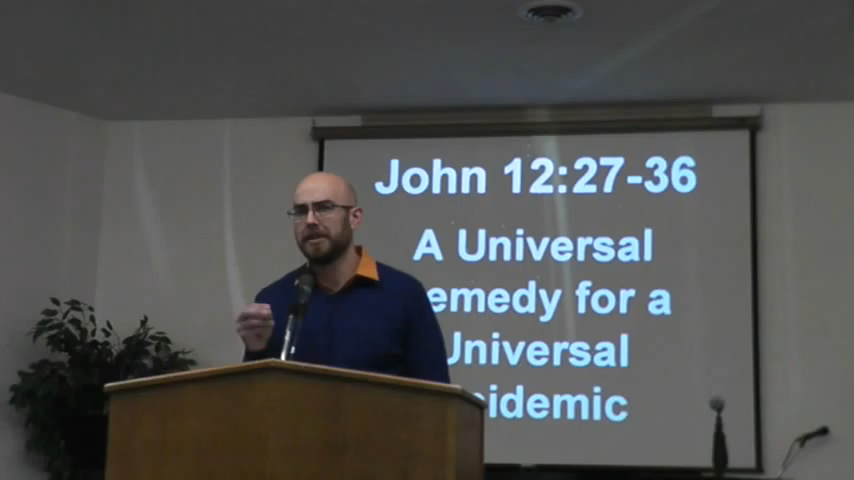 John 12:27-36
A Universal
emedy for a
Universal
idemic